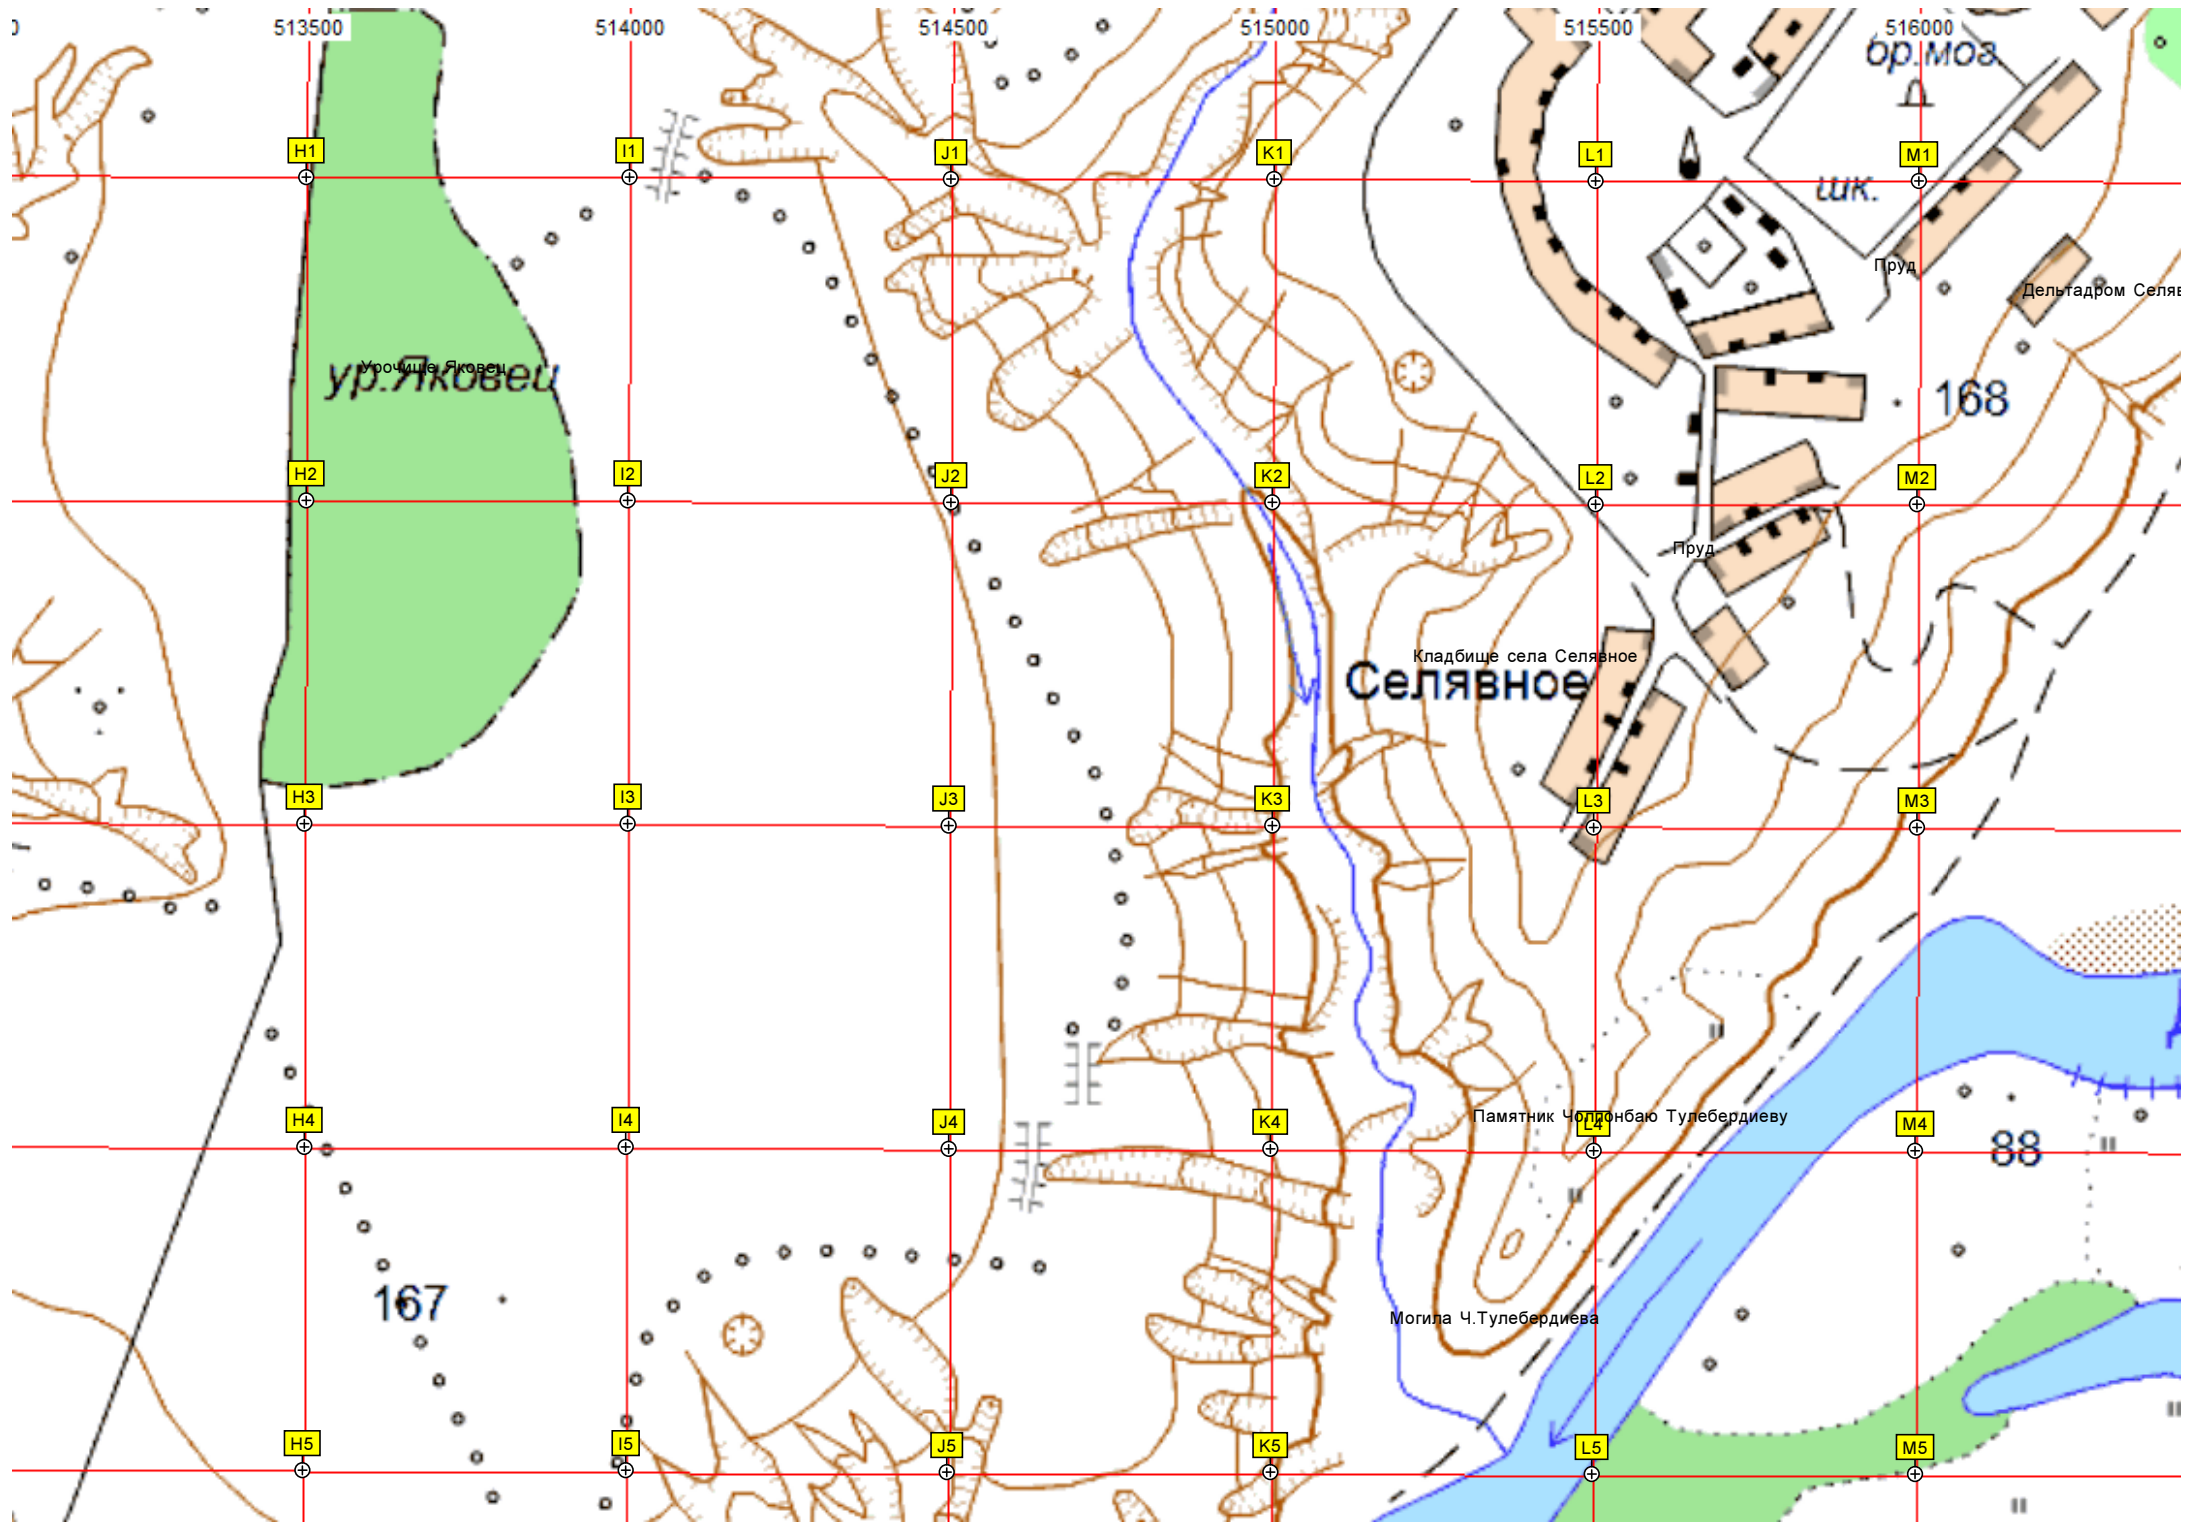 0 513500 514000 514500 515000 515500 516000
бр.моз.
H1 I1 J1 K1 L1 M1
шк.
Пруд
Дельтадром Селяв
ур.Яковец
Урочище Яковец
168
H2 I2 J2 K2 L2 M2
Пруд
Кладбище села Селявное
Селявное
H3 I3 J3 K3 L3 M3
Памятник Чолпонбаю Тулебердиеву
H4 I4 J4 K4 L4 M4
88
167
Могила Ч.Тулебердиева
H5 I5 J5 K5 L5 M5